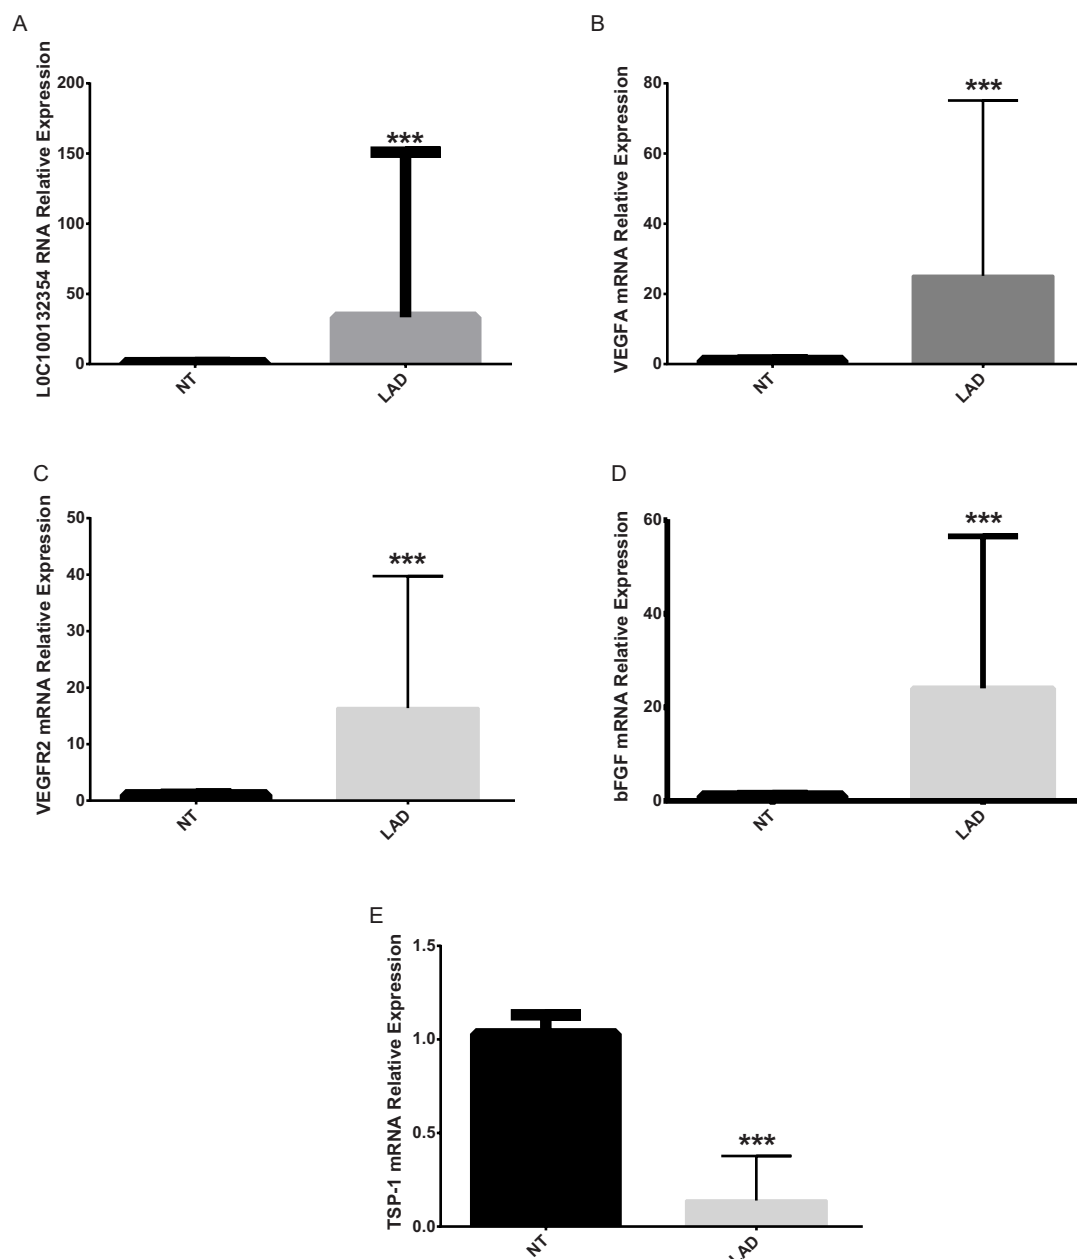 A
L0C100132354 RNA Relative Expression
200
150
100
50
0
***
NT
LAD
B
VEGFA mRNA Relative Expression
80
60
40
20
0
***
NT
LAD
C
VEGFR2 mRNA Relative Expression
50
40
30
20
10
0
***
NT
LAD
D
bFGF mRNA Relative Expression
60
40
20
0
***
NT
LAD
E
TSP-1 mRNA Relative Expression
1.5
1.0
0.5
0.0
***
NT
LAD